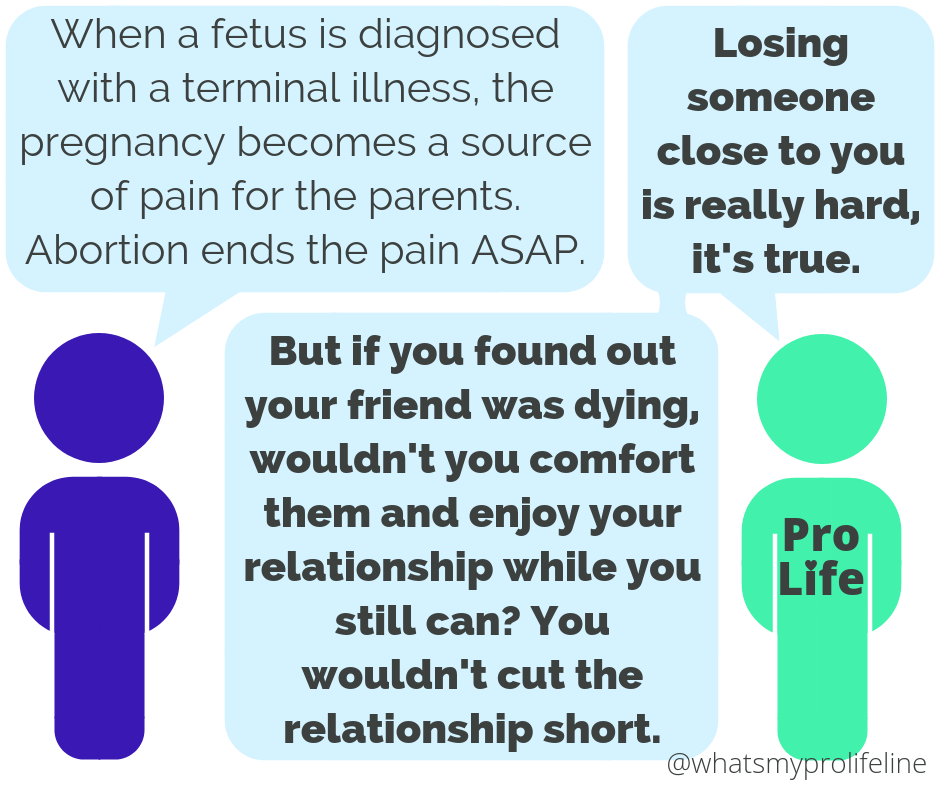 When a fetus is diagnosed
with a terminal illness, the
pregnancy becomes a source
of pain for the parents.
Abortion ends the pain ASAP.
Losing
someone
close to you
is really hard,
it's true.
But if you found out
your friend was dying,
wouldn't you comfort
them and enjoy your
relationship while you
still can? You
wouldn't cut the
relationship short.
Pro
Life
@whatsmyprolifeline